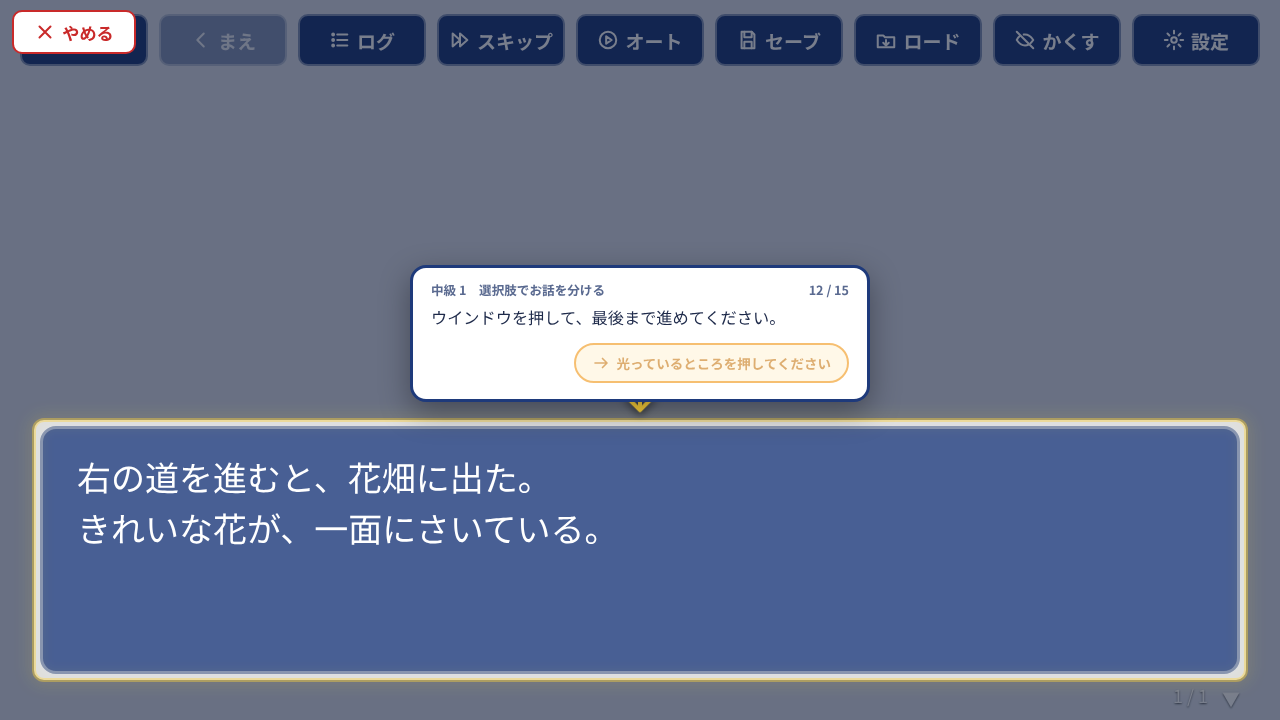 やめる
まえ
ログ
スキップ
オート
セーブ
ロード
かくす
設定
中級 1　選択肢でお話を分ける
12 / 15
ウインドウを押して、最後まで進めてください。
光っているところを押してください
右の道を進むと、花畑に出た。
きれいな花が、一面にさいている。
1 / 1